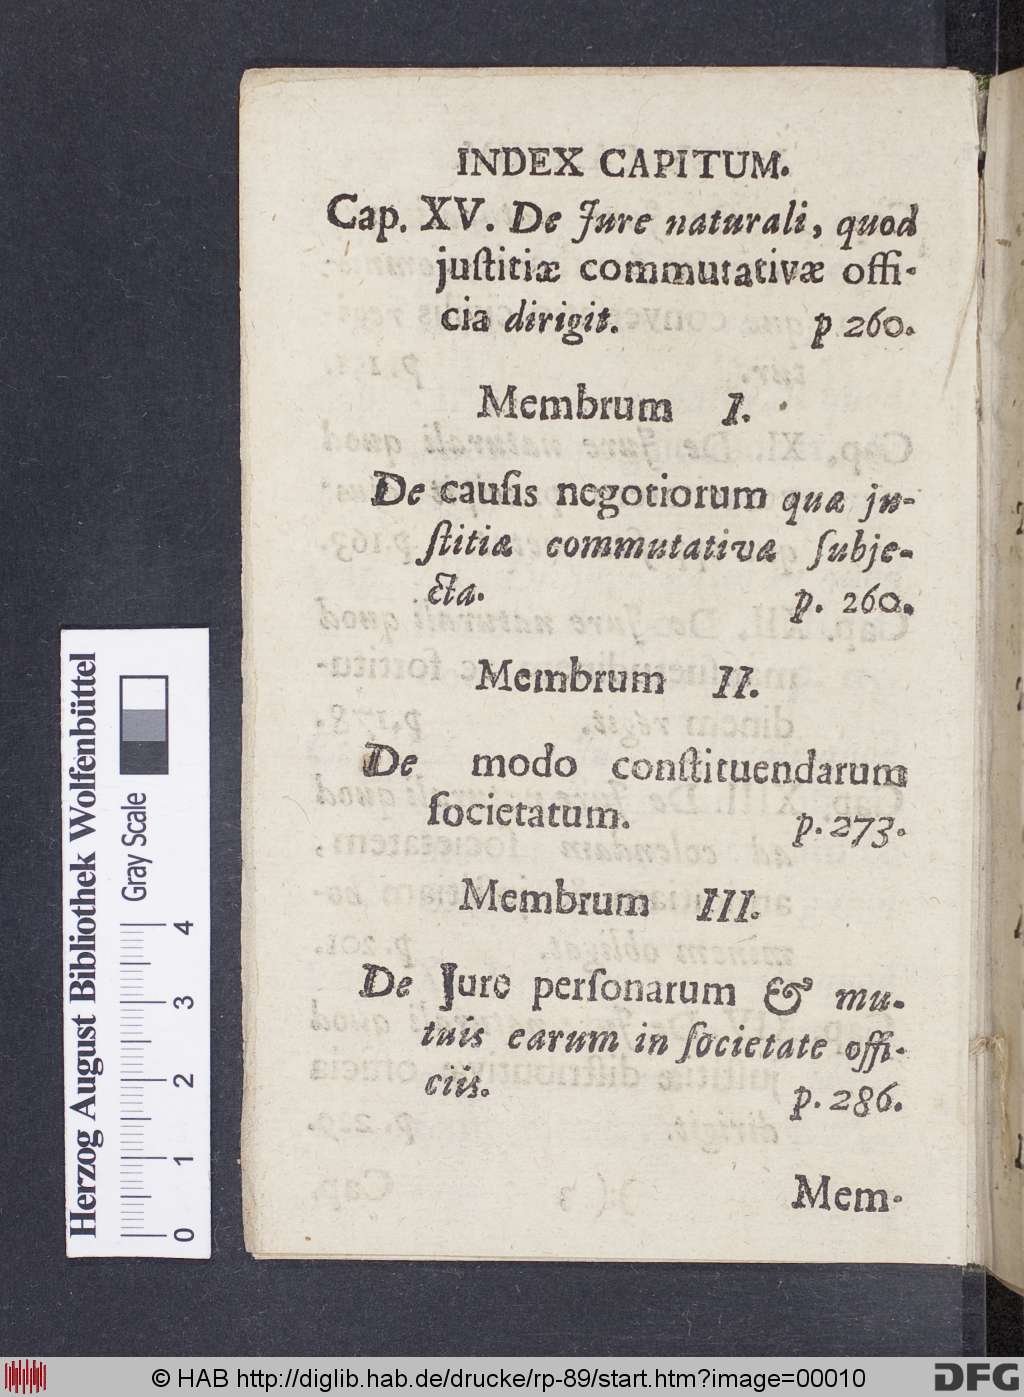 INDEX CAPITUM.
Cap. XV. De Jure naturali, quod
juſtitiæ commutativæ offi-
cia dirigit. p 260.
Membrum I.
De cauſis negotiorum quæ ju-
ſtitiæ commutativæ ſubje-
cta. p. 260.
Membrum II.
De modo conſtituendarum
ſocietatum. p. 273.
Membrum III.
De Jure perſonarum & mu-
tuis earum in ſocietate offi-
ciis. p. 286.
Mem-
Herzog August Bibliothek Wolfenbüttel
Gray Scale
0 1 2 3 4
© HAB http://diglib.hab.de/drucke/rp-89/start.htm?image=00010
DFG